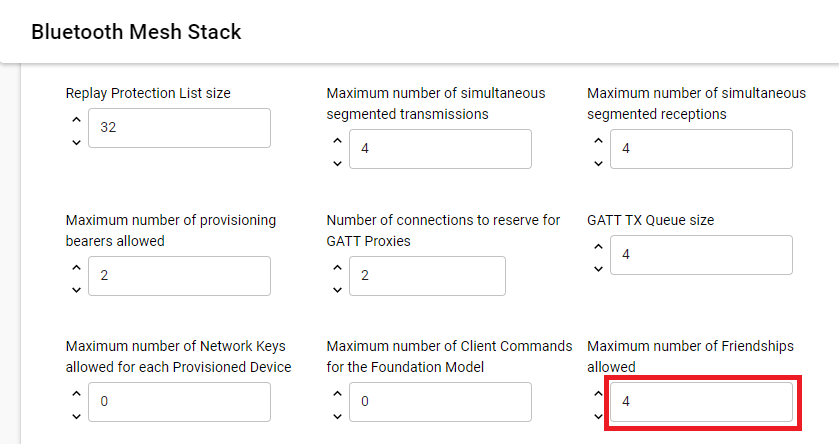 Bluetooth Mesh Stack
Replay Protection List size
32
Maximum number of simultaneous
segmented transmissions
4
Maximum number of simultaneous
segmented receptions
4
Maximum number of provisioning
bearers allowed
2
Number of connections to reserve for
GATT Proxies
2
GATT TX Queue size
4
Maximum number of Network Keys
allowed for each Provisioned Device
0
Maximum number of Client Commands
for the Foundation Model
0
Maximum number of Friendships
allowed
4